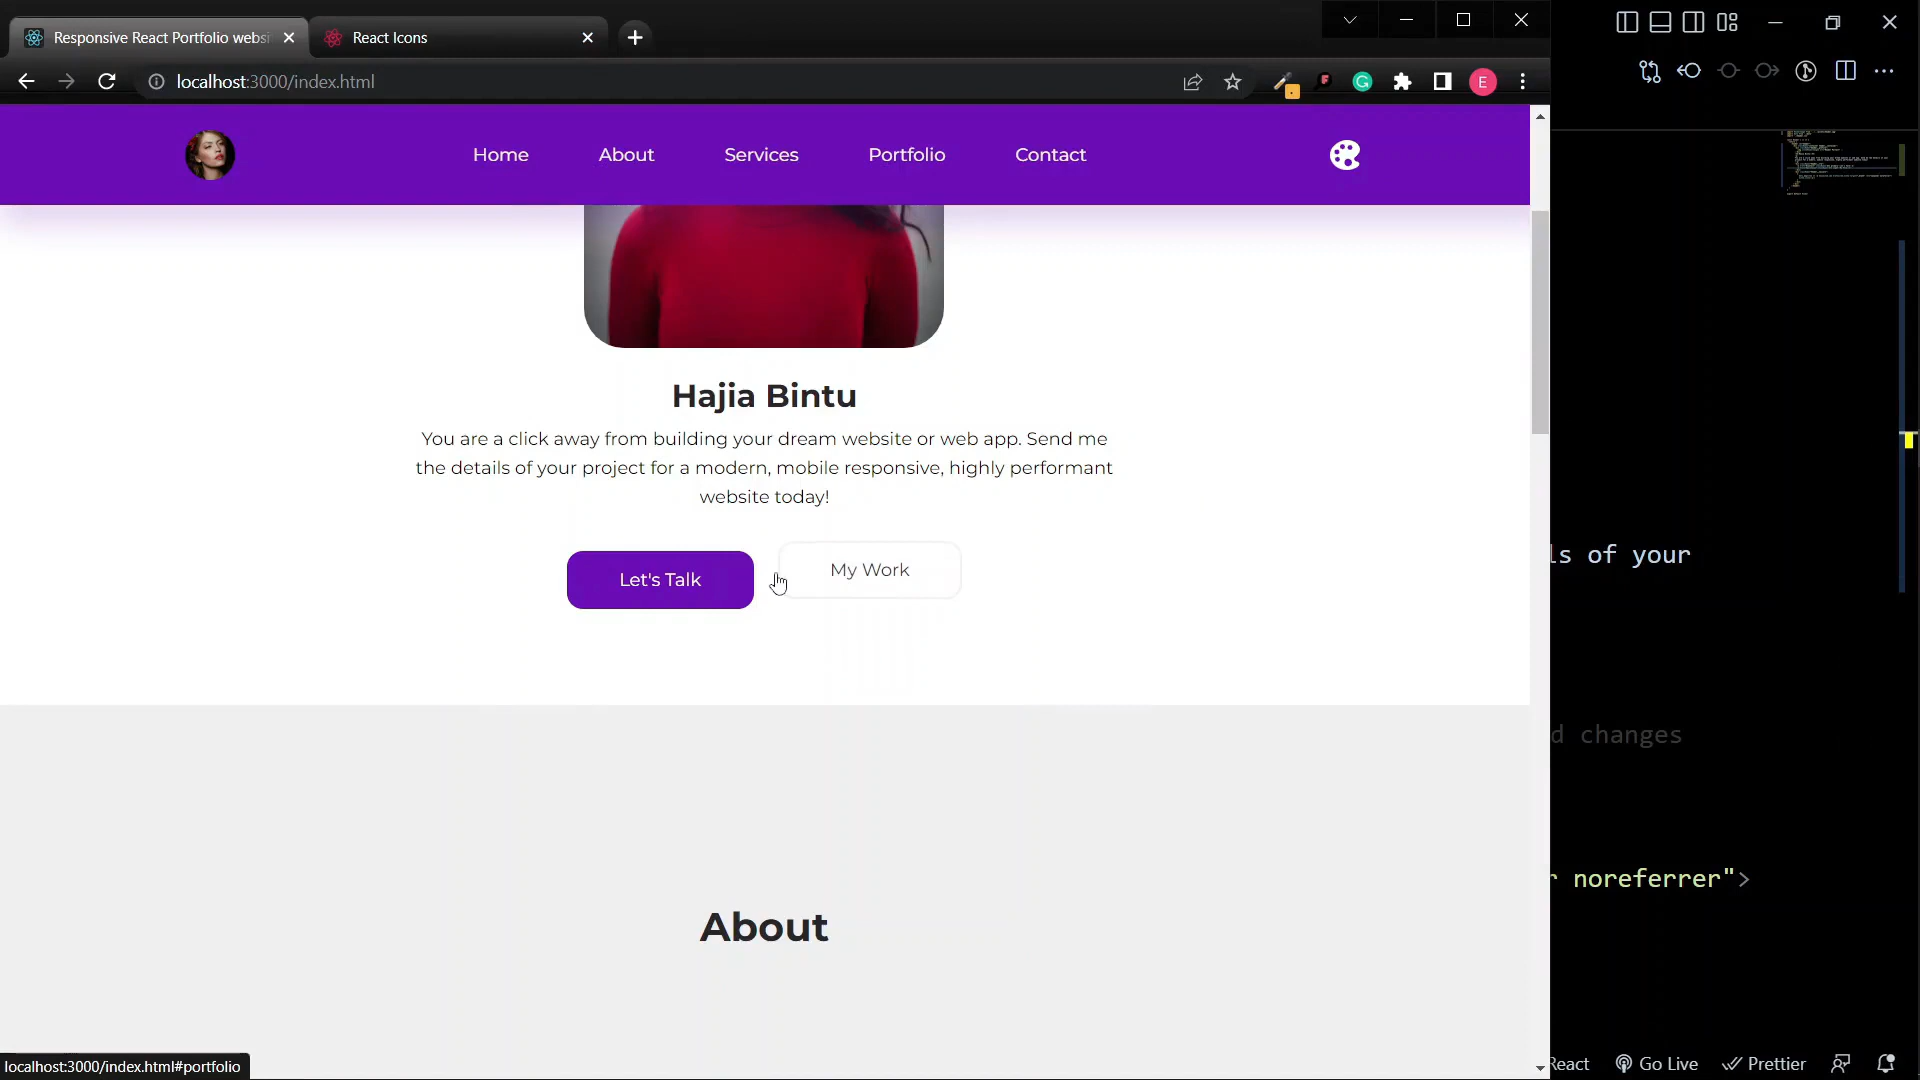 Responsive React Portfolio websi
React Icons
localhost:3000/index.html
E
Home
About
Services
Portfolio
Contact
Hajia Bintu
You are a click away from building your dream website or web app. Send me
the details of your project for a modern, mobile responsive, highly performant
website today!
Let's Talk
My Work
About
localhost:3000/index.html#portfolio
ls of your
d changes
r noreferrer">
React
Go Live
Prettier